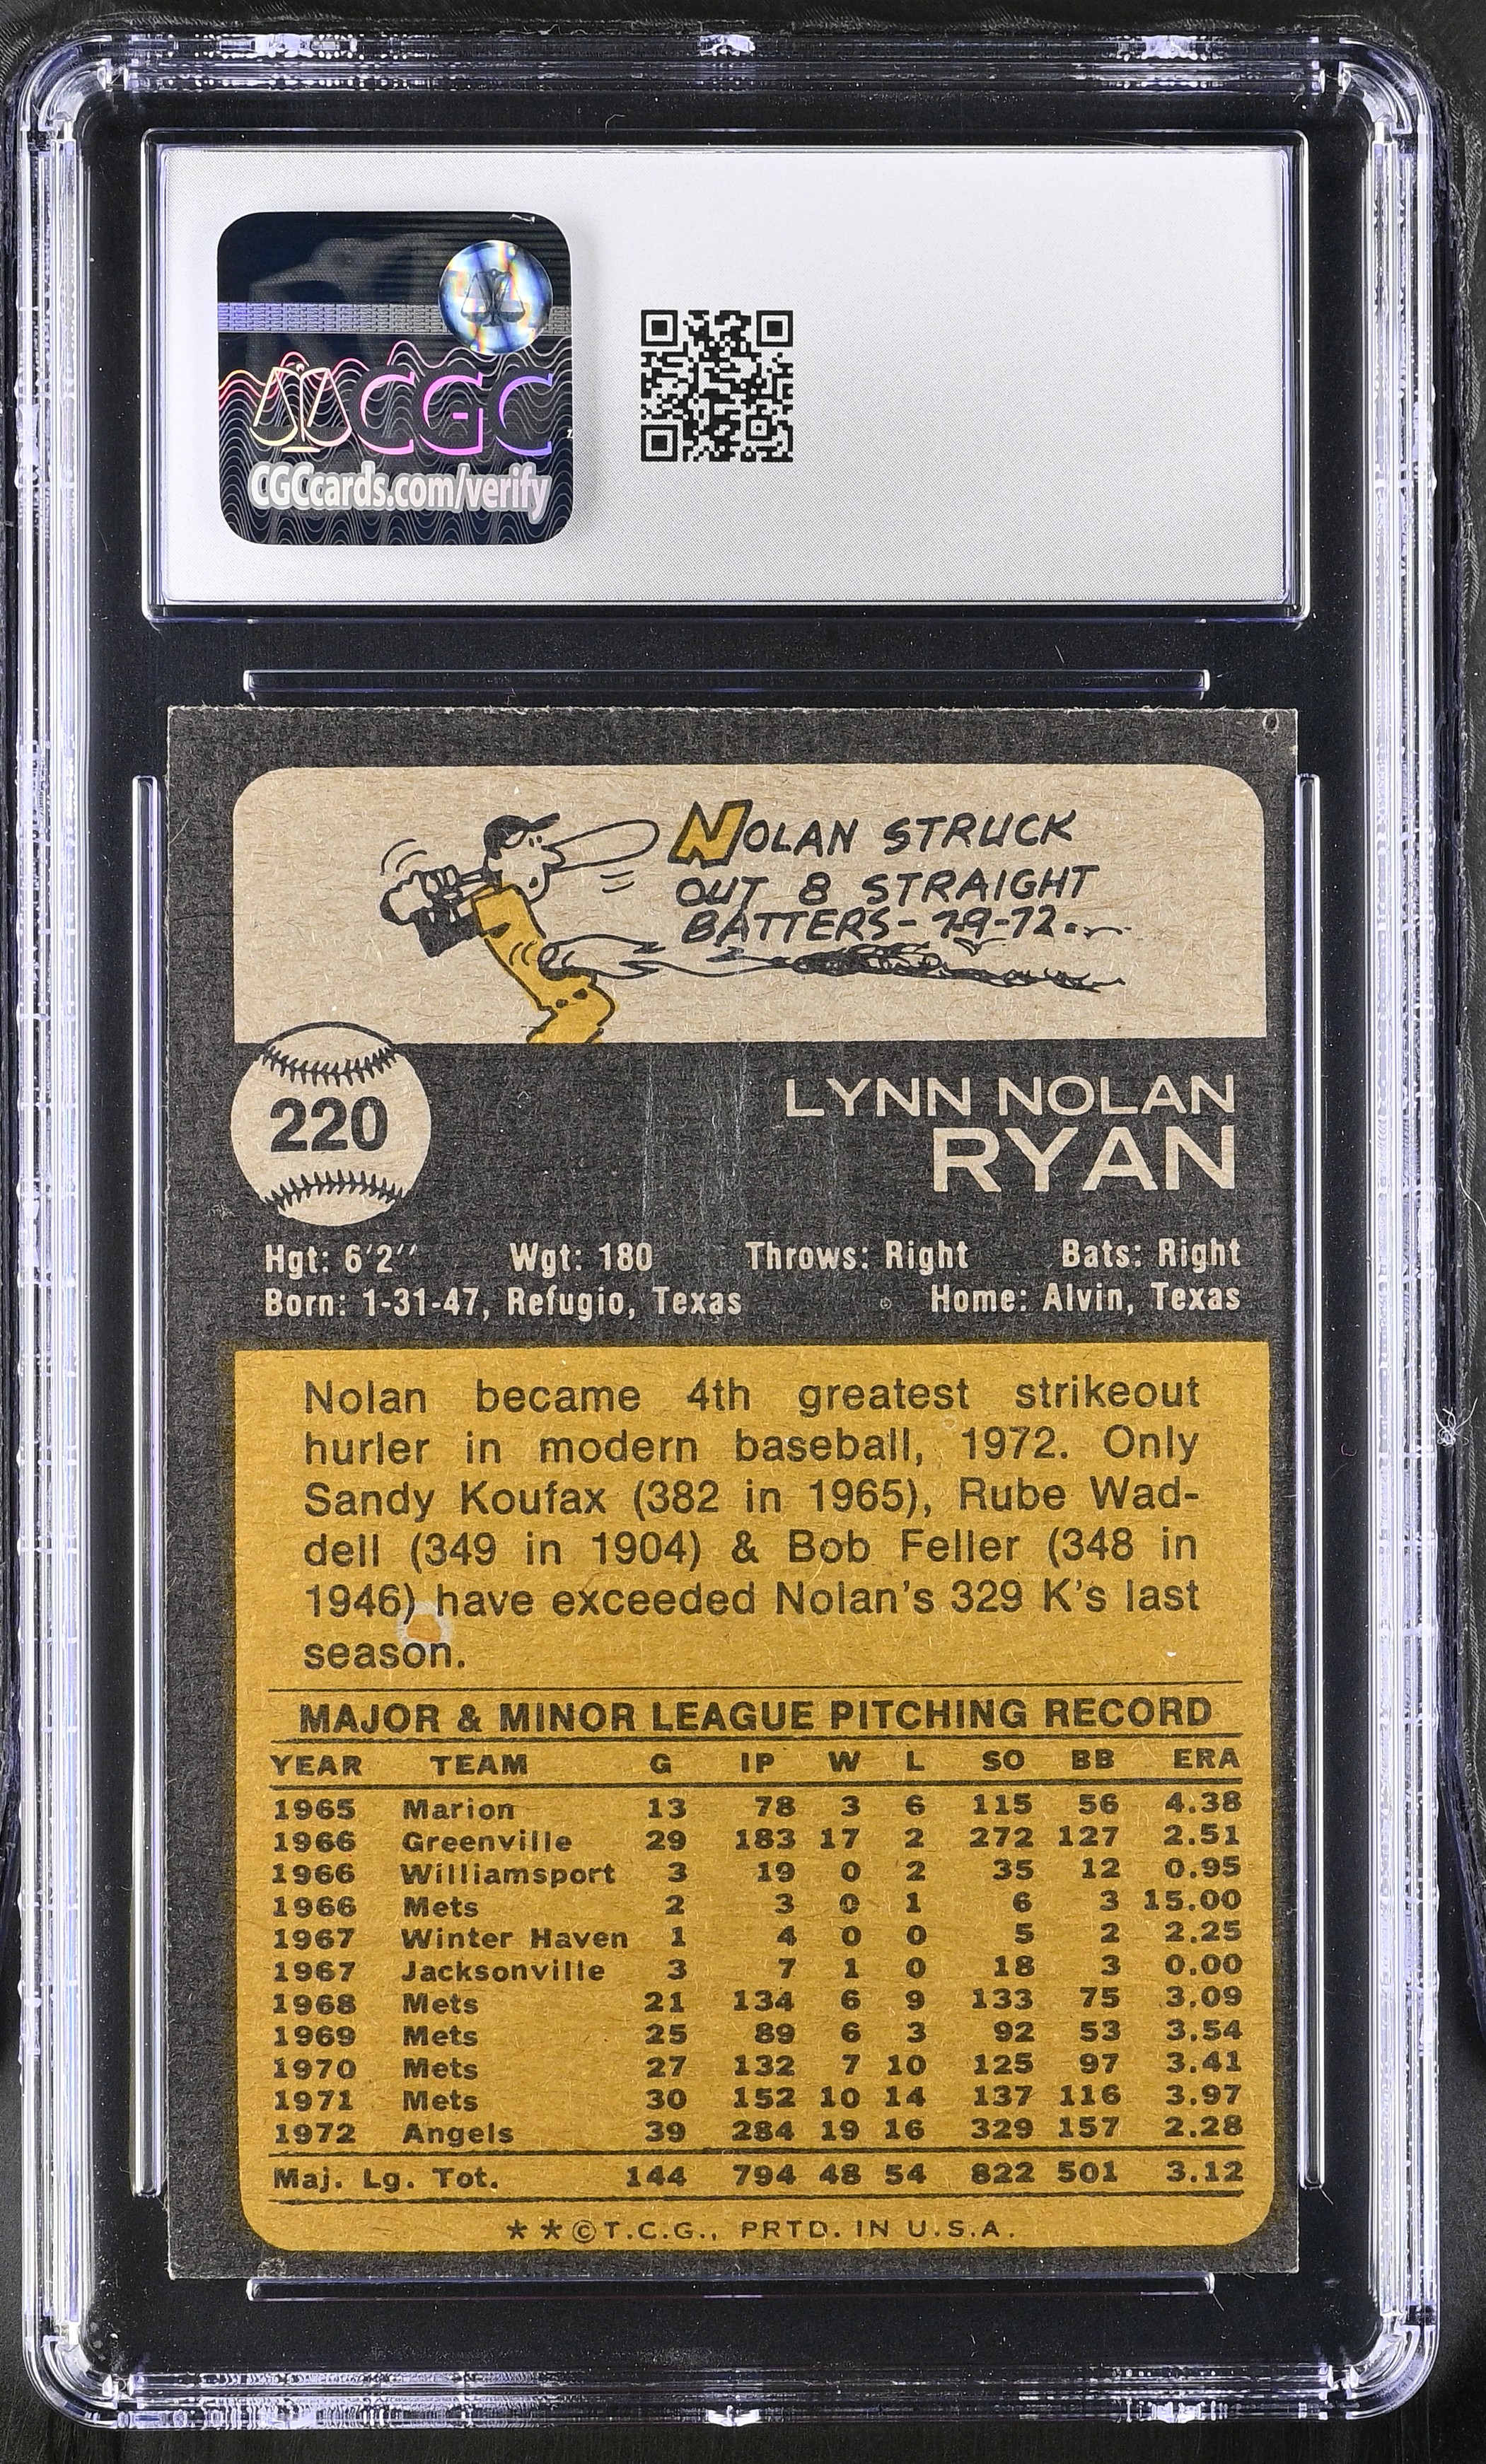 CGC
CGCcards.com/verify
NOLAN STRUCK
OUT 8 STRAIGHT
BATTERS-7-9-72.
220
LYNN NOLAN
RYAN
Hgt: 6'2'' Wgt: 180 Throws: Right Bats: Right
Born: 1-31-47, Refugio, Texas Home: Alvin, Texas
Nolan became 4th greatest strikeout
hurler in modern baseball, 1972. Only
Sandy Koufax (382 in 1965), Rube Wad-
dell (349 in 1904) & Bob Feller (348 in
1946) have exceeded Nolan's 329 K's last
season.
MAJOR & MINOR LEAGUE PITCHING RECORD
YEAR TEAM G IP W L SO BB ERA
1965 Marion 13 78 3 6 115 56 4.38
1966 Greenville 29 183 17 2 272 127 2.51
1966 Williamsport 3 19 0 2 35 12 0.95
1966 Mets 2 3 0 1 6 3 15.00
1967 Winter Haven 1 4 0 0 5 2 2.25
1967 Jacksonville 3 7 1 0 18 3 0.00
1968 Mets 21 134 6 9 133 75 3.09
1969 Mets 25 89 6 3 92 53 3.54
1970 Mets 27 132 7 10 125 97 3.41
1971 Mets 30 152 10 14 137 116 3.97
1972 Angels 39 284 19 16 329 157 2.28
Maj. Lg. Tot. 144 794 48 54 822 501 3.12
* * © T.C.G., PRTD. IN U.S.A.